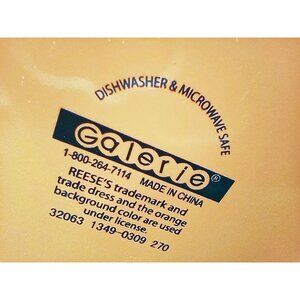 DISHWASHER & MICROWAVE SAFE
Galerie®
1-800-264-7114 MADE IN CHINA
REESE'S trademark and
trade dress and the orange
background color are used
under license.
32063 1349-0309 270